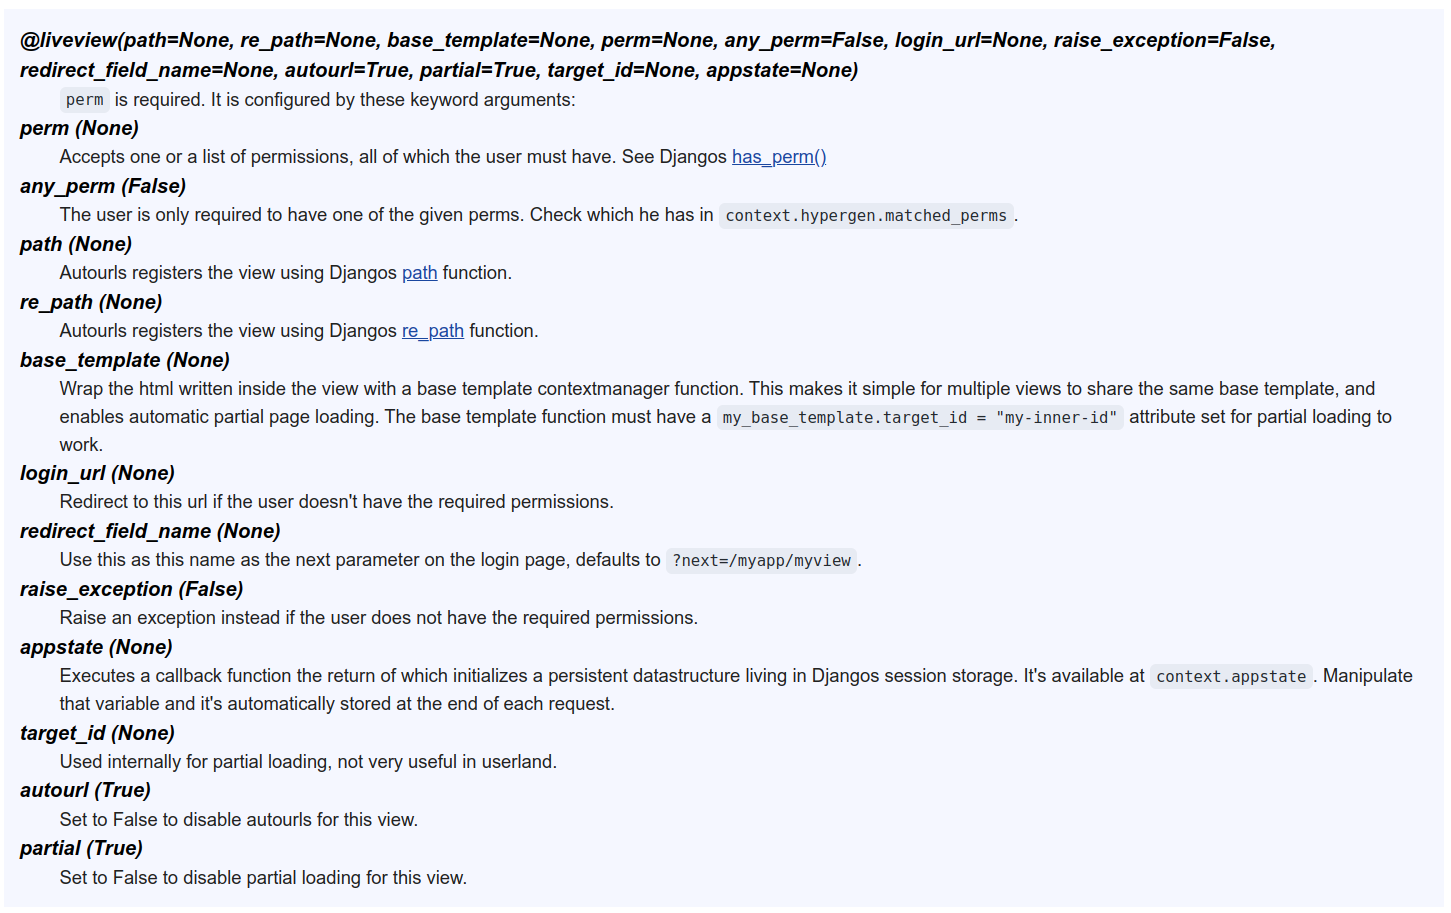 @liveview(path=None, re_path=None, base_template=None, perm=None, any_perm=False, login_url=None, raise_exception=False,
redirect_field_name=None, autourl=True, partial=True, target_id=None, appstate=None)
perm is required. It is configured by these keyword arguments:
perm (None)
Accepts one or a list of permissions, all of which the user must have. See Djangos has_perm()
any_perm (False)
The user is only required to have one of the given perms. Check which he has in context.hypergen.matched_perms.
path (None)
Autourls registers the view using Djangos path function.
re_path (None)
Autourls registers the view using Djangos re_path function.
base_template (None)
Wrap the html written inside the view with a base template contextmanager function. This makes it simple for multiple views to share the same base template, and
enables automatic partial page loading. The base template function must have a my_base_template.target_id = "my-inner-id" attribute set for partial loading to
work.
login_url (None)
Redirect to this url if the user doesn't have the required permissions.
redirect_field_name (None)
Use this as this name as the next parameter on the login page, defaults to ?next=/myapp/myview.
raise_exception (False)
Raise an exception instead if the user does not have the required permissions.
appstate (None)
Executes a callback function the return of which initializes a persistent datastructure living in Djangos session storage. It's available at context.appstate. Manipulate
that variable and it's automatically stored at the end of each request.
target_id (None)
Used internally for partial loading, not very useful in userland.
autourl (True)
Set to False to disable autourls for this view.
partial (True)
Set to False to disable partial loading for this view.